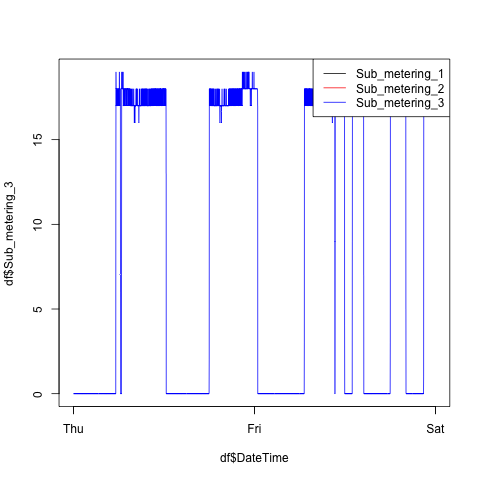 Sub_metering_1
Sub_metering_2
Sub_metering_3
df$Sub_metering_3
15
10
5
0
Thu
Fri
Sat
df$DateTime